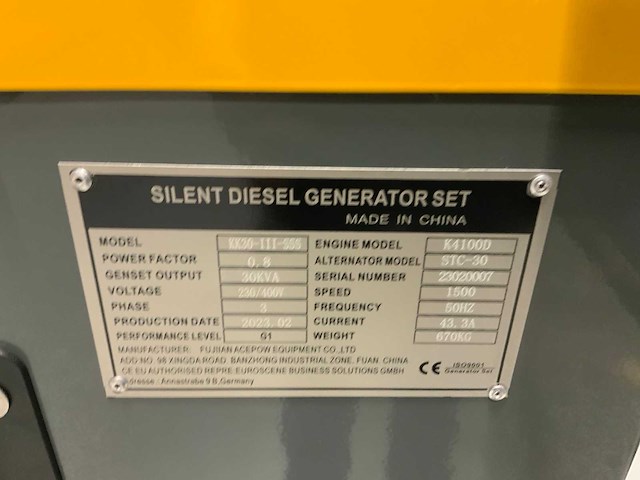 SILENT DIESEL GENERATOR SET
MADE IN CHINA
MODEL KK30-III-S5S ENGINE MODEL K4100D
POWER FACTOR 0.8 ALTERNATOR MODEL STC-30
GENSET OUTPUT 30KVA SERIAL NUMBER 23020007
VOLTAGE 230/400V SPEED 1500
PHASE 3 FREQUENCY 50HZ
PRODUCTION DATE 2023.02 CURRENT 43.3A
PERFORMANCE LEVEL G1 WEIGHT 670KG
MANUFACTURER: FUJIAN ACEPOW EQUIPMENT CO.,LTD
ADD NO. 98 XINGDA ROAD. BANZHONG INDUSTRIAL ZONE. FUAN. CHINA
CE EU AUTHORISED REPRE:EUROSCENE BUSINESS SOLUTIONS GMBH
Adresse : Annastrabe 9 B,Germany
CE ISO9001
Generator Set